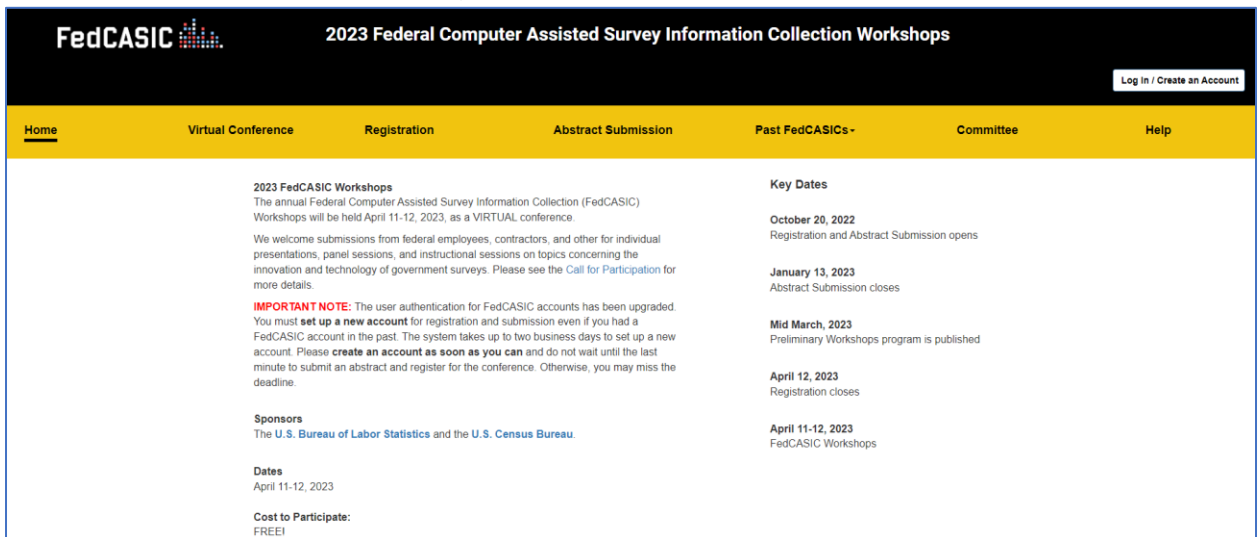 FedCASIC
2023 Federal Computer Assisted Survey Information Collection Workshops
Log In / Create an Account
Home
Virtual Conference
Registration
Abstract Submission
Past FedCASICs
Committee
Help
2023 FedCASIC Workshops
The annual Federal Computer Assisted Survey Information Collection (FedCASIC)
Workshops will be held April 11-12, 2023, as a VIRTUAL conference.
We welcome submissions from federal employees, contractors, and other for individual
presentations, panel sessions, and instructional sessions on topics concerning the
innovation and technology of government surveys. Please see the Call for Participation for
more details.
IMPORTANT NOTE: The user authentication for FedCASIC accounts has been upgraded.
You must set up a new account for registration and submission even if you had a
FedCASIC account in the past. The system takes up to two business days to set up a new
account. Please create an account as soon as you can and do not wait until the last
minute to submit an abstract and register for the conference. Otherwise, you may miss the
deadline.
Sponsors
The U.S. Bureau of Labor Statistics and the U.S. Census Bureau.
Dates
April 11-12, 2023
Cost to Participate:
FREE!
Key Dates
October 20, 2022
Registration and Abstract Submission opens
January 13, 2023
Abstract Submission closes
Mid March, 2023
Preliminary Workshops program is published
April 12, 2023
Registration closes
April 11-12, 2023
FedCASIC Workshops